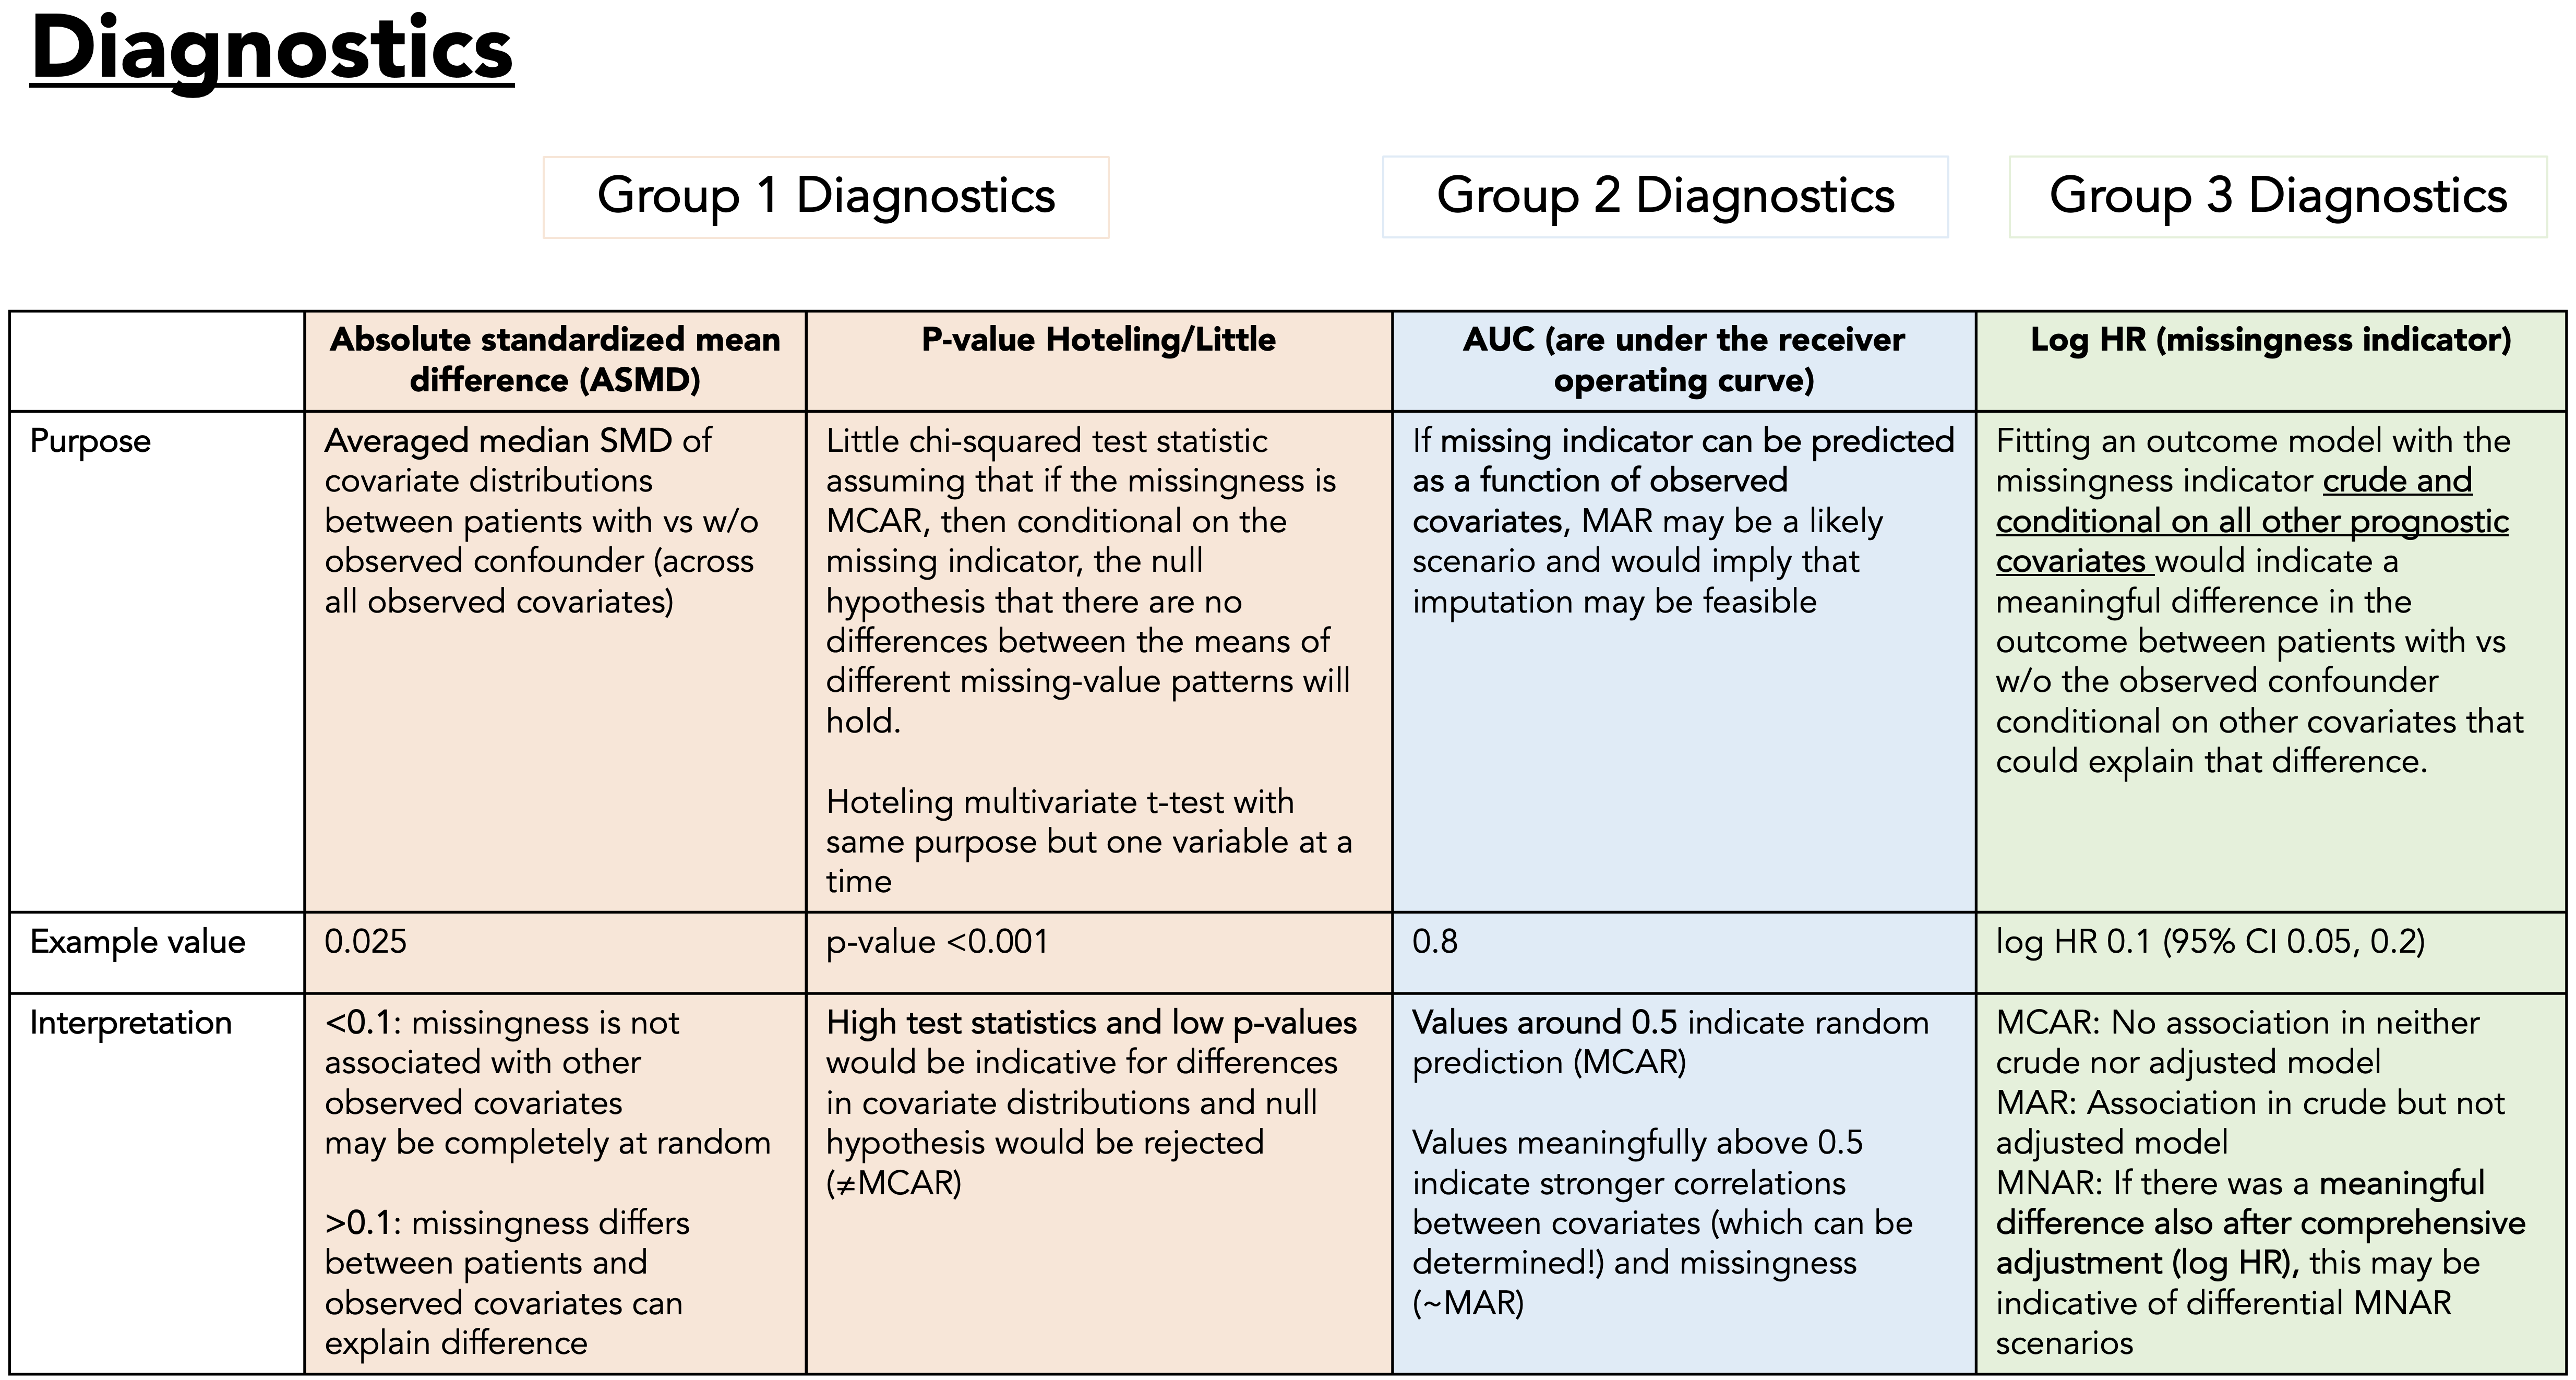 Diagnostics
Group 1 Diagnostics
Group 2 Diagnostics
Group 3 Diagnostics
Absolute standardized mean
difference (ASMD)
P-value Hoteling/Little
AUC (are under the receiver
operating curve)
Log HR (missingness indicator)
Purpose
Averaged median SMD of
covariate distributions
between patients with vs w/o
observed confounder (across
all observed covariates)
Little chi-squared test statistic
assuming that if the missingness is
MCAR, then conditional on the
missing indicator, the null
hypothesis that there are no
differences between the means of
different missing-value patterns will
hold.
Hoteling multivariate t-test with
same purpose but one variable at a
time
If missing indicator can be predicted
as a function of observed
covariates, MAR may be a likely
scenario and would imply that
imputation may be feasible
Fitting an outcome model with the
missingness indicator crude and
conditional on all other prognostic
covariates would indicate a
meaningful difference in the
outcome between patients with vs
w/o the observed confounder
conditional on other covariates that
could explain that difference.
Example value
0.025
p-value <0.001
0.8
log HR 0.1 (95% CI 0.05, 0.2)
Interpretation
<0.1: missingness is not
associated with other
observed covariates
may be completely at random
>0.1: missingness differs
between patients and
observed covariates can
explain difference
High test statistics and low p-values
would be indicative for differences
in covariate distributions and null
hypothesis would be rejected
(≠MCAR)
Values around 0.5 indicate random
prediction (MCAR)
Values meaningfully above 0.5
indicate stronger correlations
between covariates (which can be
determined!) and missingness
(~MAR)
MCAR: No association in neither
crude nor adjusted model
MAR: Association in crude but not
adjusted model
MNAR: If there was a meaningful
difference also after comprehensive
adjustment (log HR), this may be
indicative of differential MNAR
scenarios